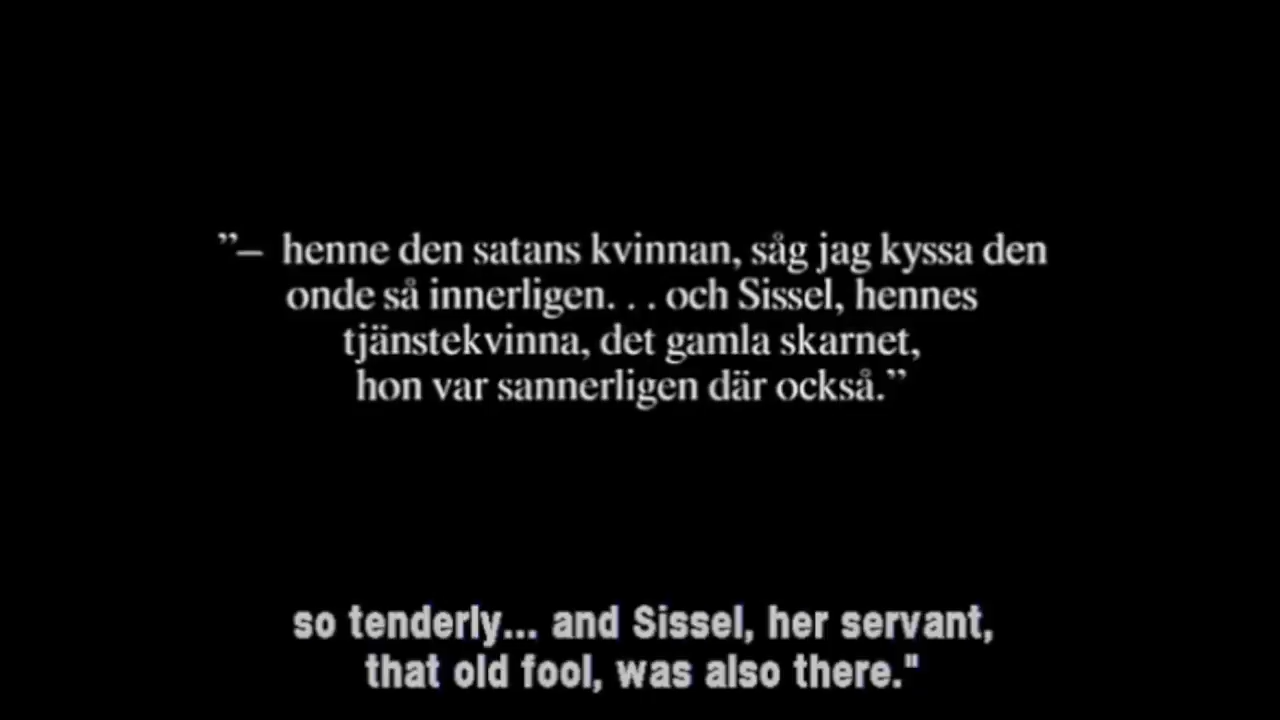 ”– henne den satans kvinnan, såg jag kyssa den
onde så innerligen. . . och Sissel, hennes
tjänstekvinna, det gamla skarnet,
hon var sannerligen där också.”
so tenderly... and Sissel, her servant,
that old fool, was also there."